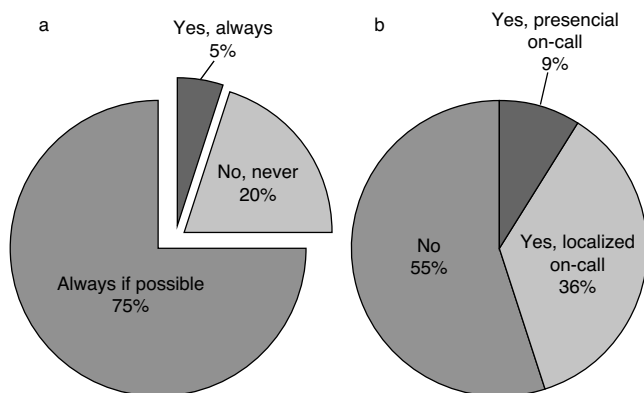 a
Yes, always
5%
No, never
20%
Always if possible
75%
b
Yes, presencial
on-call
9%
No
55%
Yes, localized
on-call
36%